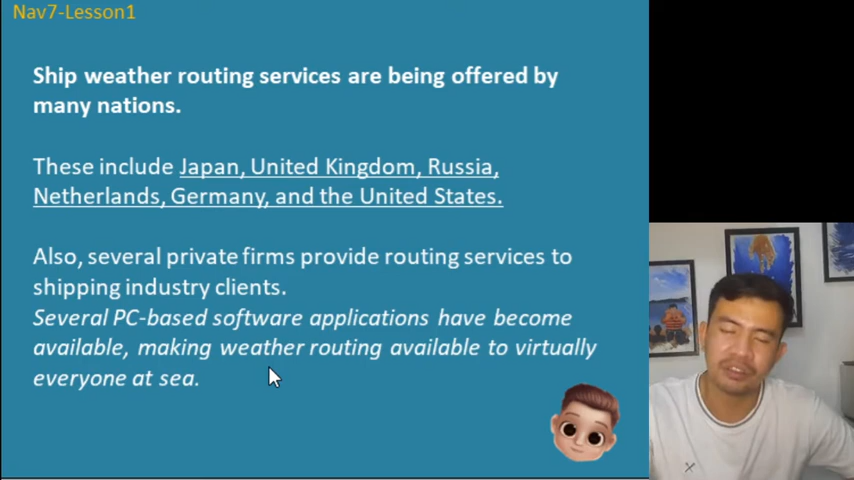 Nav7-Lesson1
Ship weather routing services are being offered by
many nations.
These include Japan, United Kingdom, Russia,
Netherlands, Germany, and the United States.
Also, several private firms provide routing services to
shipping industry clients.
Several PC-based software applications have become
available, making weather routing available to virtually
everyone at sea.